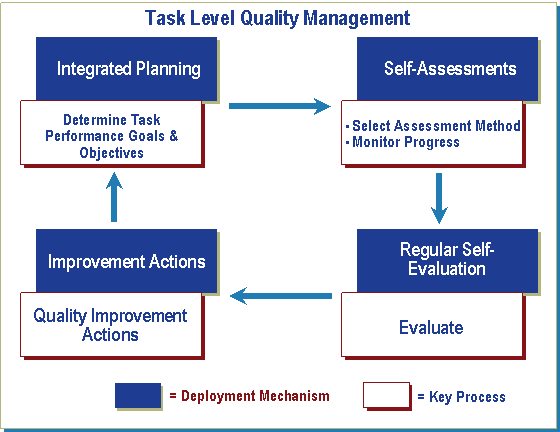 Task Level Quality Management
Integrated Planning
Determine Task
Performance Goals &
Objectives
Self-Assessments
• Select Assessment Method
• Monitor Progress
Improvement Actions
Quality Improvement
Actions
Regular Self-
Evaluation
Evaluate
= Deployment Mechanism
= Key Process